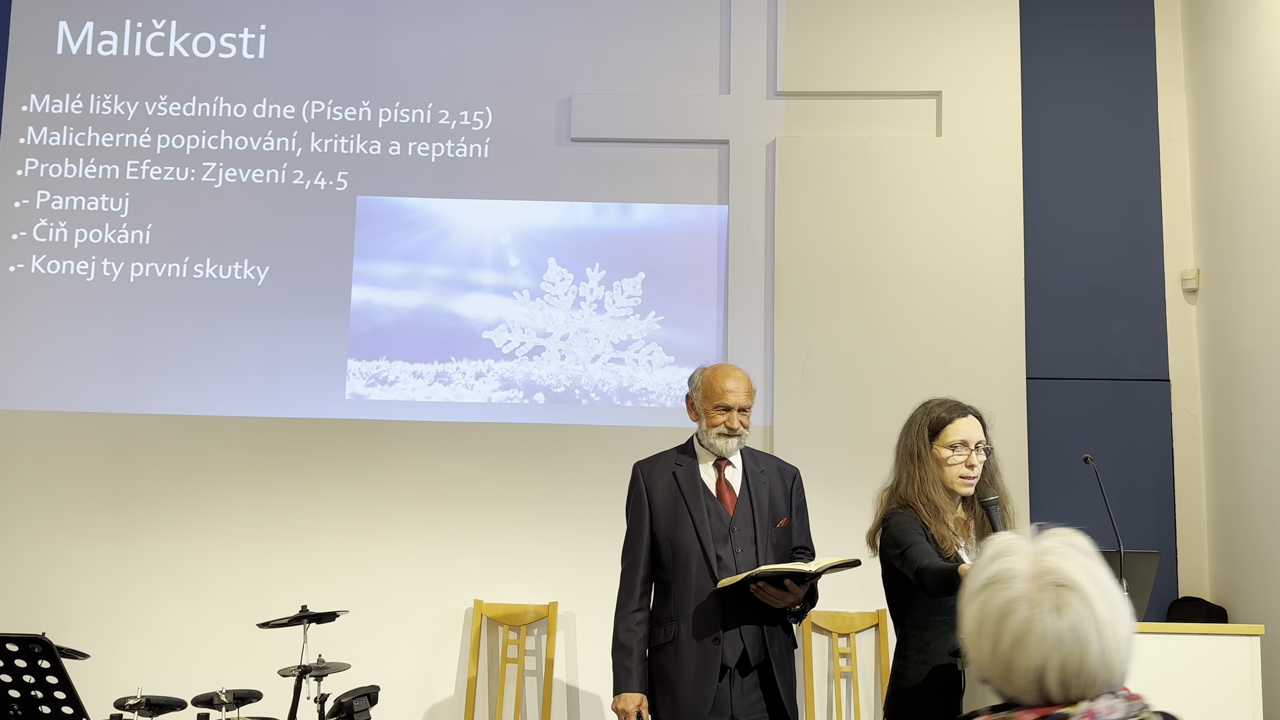 Maličkosti
•Malé lišky všedního dne (Píseň písní 2,15)
•Malicherné popichování, kritika a reptání
•Problém Efezu: Zjevení 2,4.5
•- Pamatuj
•- Čiň pokání
•- Konej ty první skutky